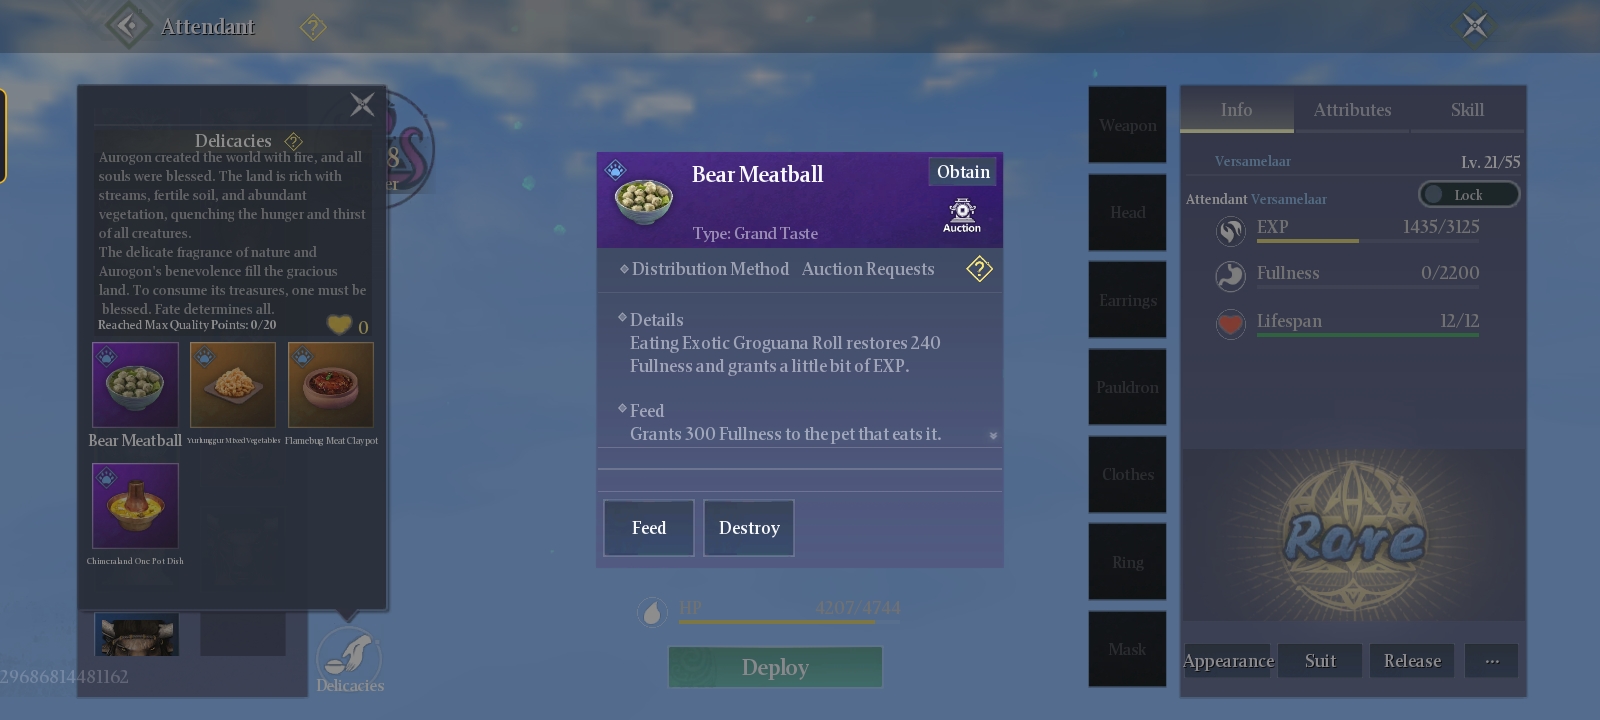 Attendant
Delicacies
Aurogon created the world with fire, and all
souls were blessed. The land is rich with
streams, fertile soil, and abundant
vegetation, quenching the hunger and thirst
of all creatures.
The delicate fragrance of nature and
Aurogon's benevolence fill the gracious
land. To consume its treasures, one must be
blessed. Fate determines all.
Reached Max Quality Points: 0/20
0
Bear Meatball
Yurlunggur Mixed Vegetables
Flamebug Meat Claypot
Chimeraland One Pot Dish
29686814481162
Delicacies
Bear Meatball
Obtain
Type: Grand Taste
Auction
Distribution Method Auction Requests
Details
Eating Exotic Groguana Roll restores 240
Fullness and grants a little bit of EXP.
Feed
Grants 300 Fullness to the pet that eats it.
Feed
Destroy
HP 4207/4744
Deploy
Weapon
Head
Earrings
Pauldron
Clothes
Ring
Mask
Info
Attributes
Skill
Versamelaar
Lv. 21/55
Attendant Versamelaar
Lock
EXP 1435/3125
Fullness 0/2200
Lifespan 12/12
Rare
Appearance
Suit
Release
...